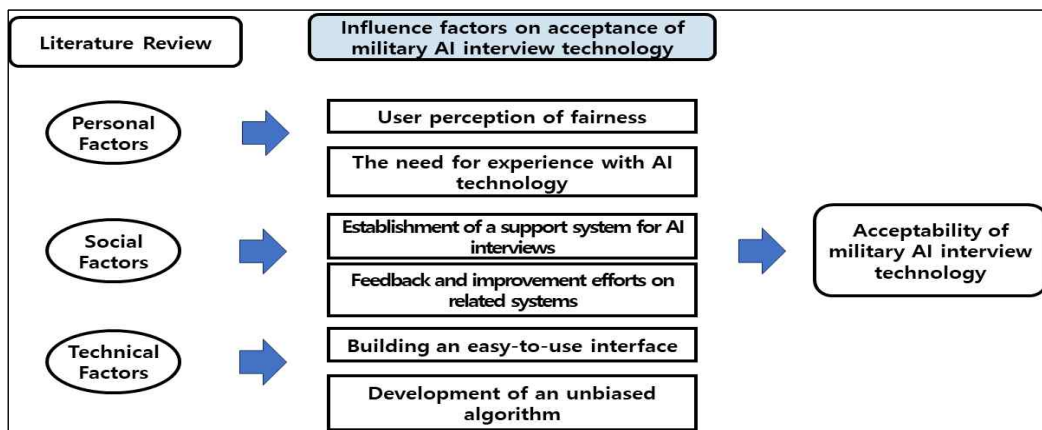 Literature Review
Influence factors on acceptance of
military AI interview technology
Personal
Factors
User perception of fairness
The need for experience with AI
technology
Social
Factors
Establishment of a support system for AI
interviews
Feedback and improvement efforts on
related systems
Acceptability of
military AI interview
technology
Technical
Factors
Building an easy-to-use interface
Development of an unbiased
algorithm